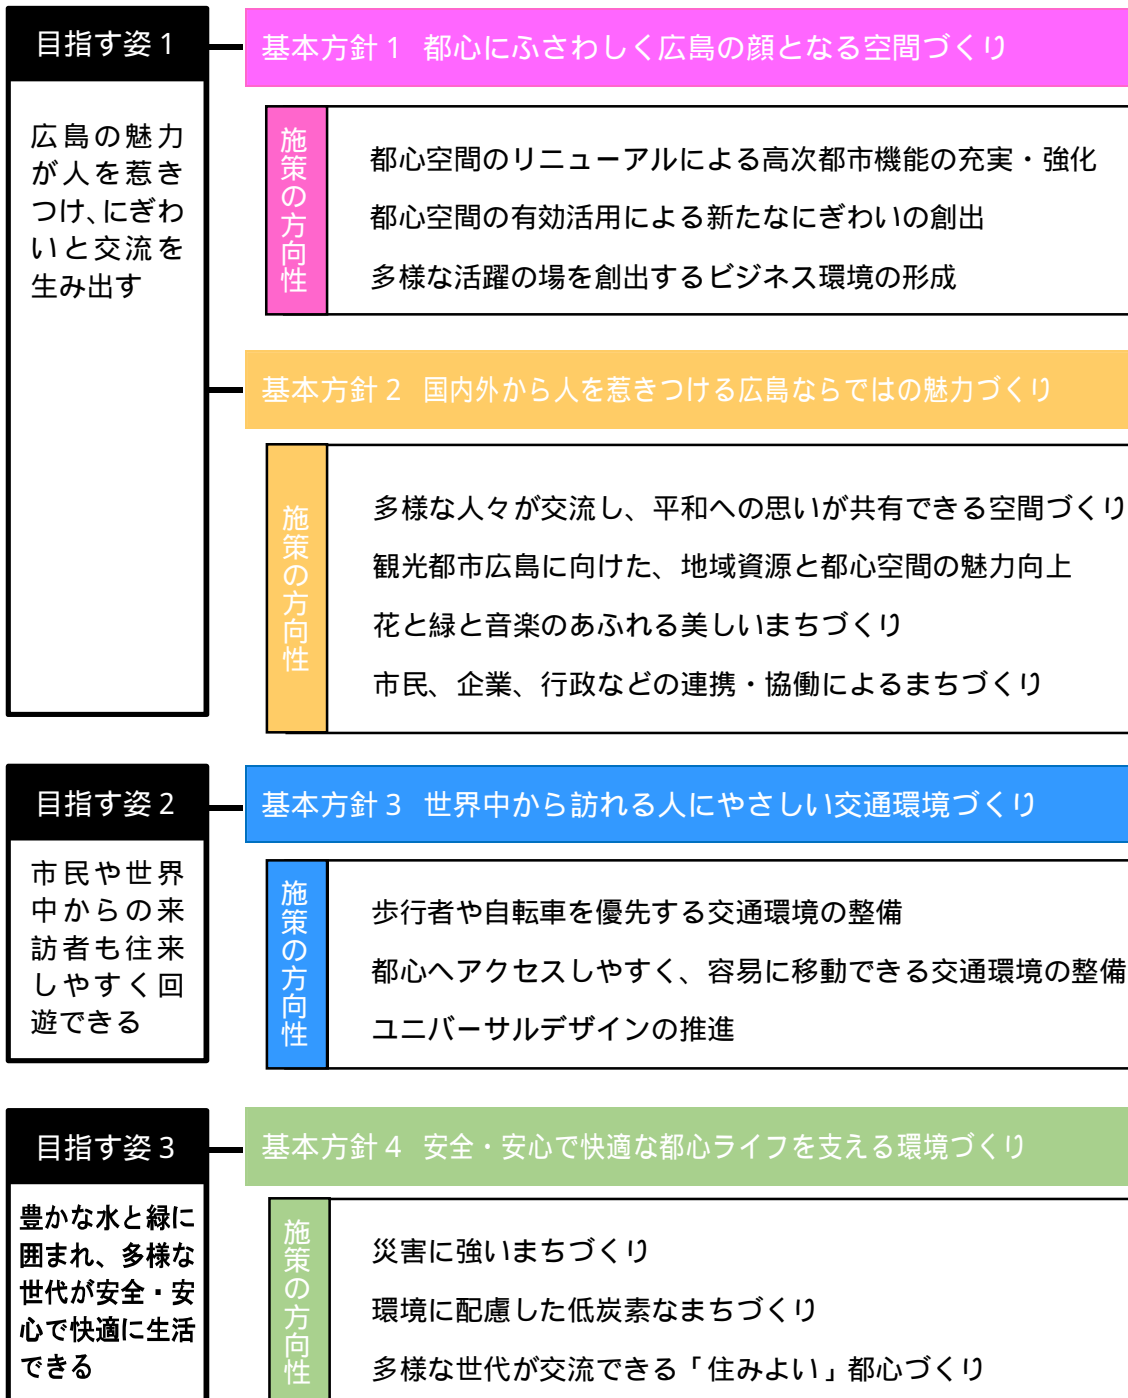 目指す姿１
広島の魅力
が人を惹き
つけ、にぎわ
いと交流を
生み出す
基本方針１ 都心にふさわしく広島の顔となる空間づくり
施策の方向性
都心空間のリニューアルによる高次都市機能の充実・強化
都心空間の有効活用による新たなにぎわいの創出
多様な活躍の場を創出するビジネス環境の形成
基本方針２ 国内外から人を惹きつける広島ならではの魅力づくり
施策の方向性
多様な人々が交流し、平和への思いが共有できる空間づくり
観光都市広島に向けた、地域資源と都心空間の魅力向上
花と緑と音楽のあふれる美しいまちづくり
市民、企業、行政などの連携・協働によるまちづくり
目指す姿２
市民や世界
中からの来
訪者も往来
しやすく回
遊できる
基本方針３ 世界中から訪れる人にやさしい交通環境づくり
施策の方向性
歩行者や自転車を優先する交通環境の整備
都心へアクセスしやすく、容易に移動できる交通環境の整備
ユニバーサルデザインの推進
目指す姿３
豊かな水と緑に
囲まれ、多様な
世代が安全・安
心で快適に生活
できる
基本方針４ 安全・安心で快適な都心ライフを支える環境づくり
施策の方向性
災害に強いまちづくり
環境に配慮した低炭素なまちづくり
多様な世代が交流できる「住みよい」都心づくり